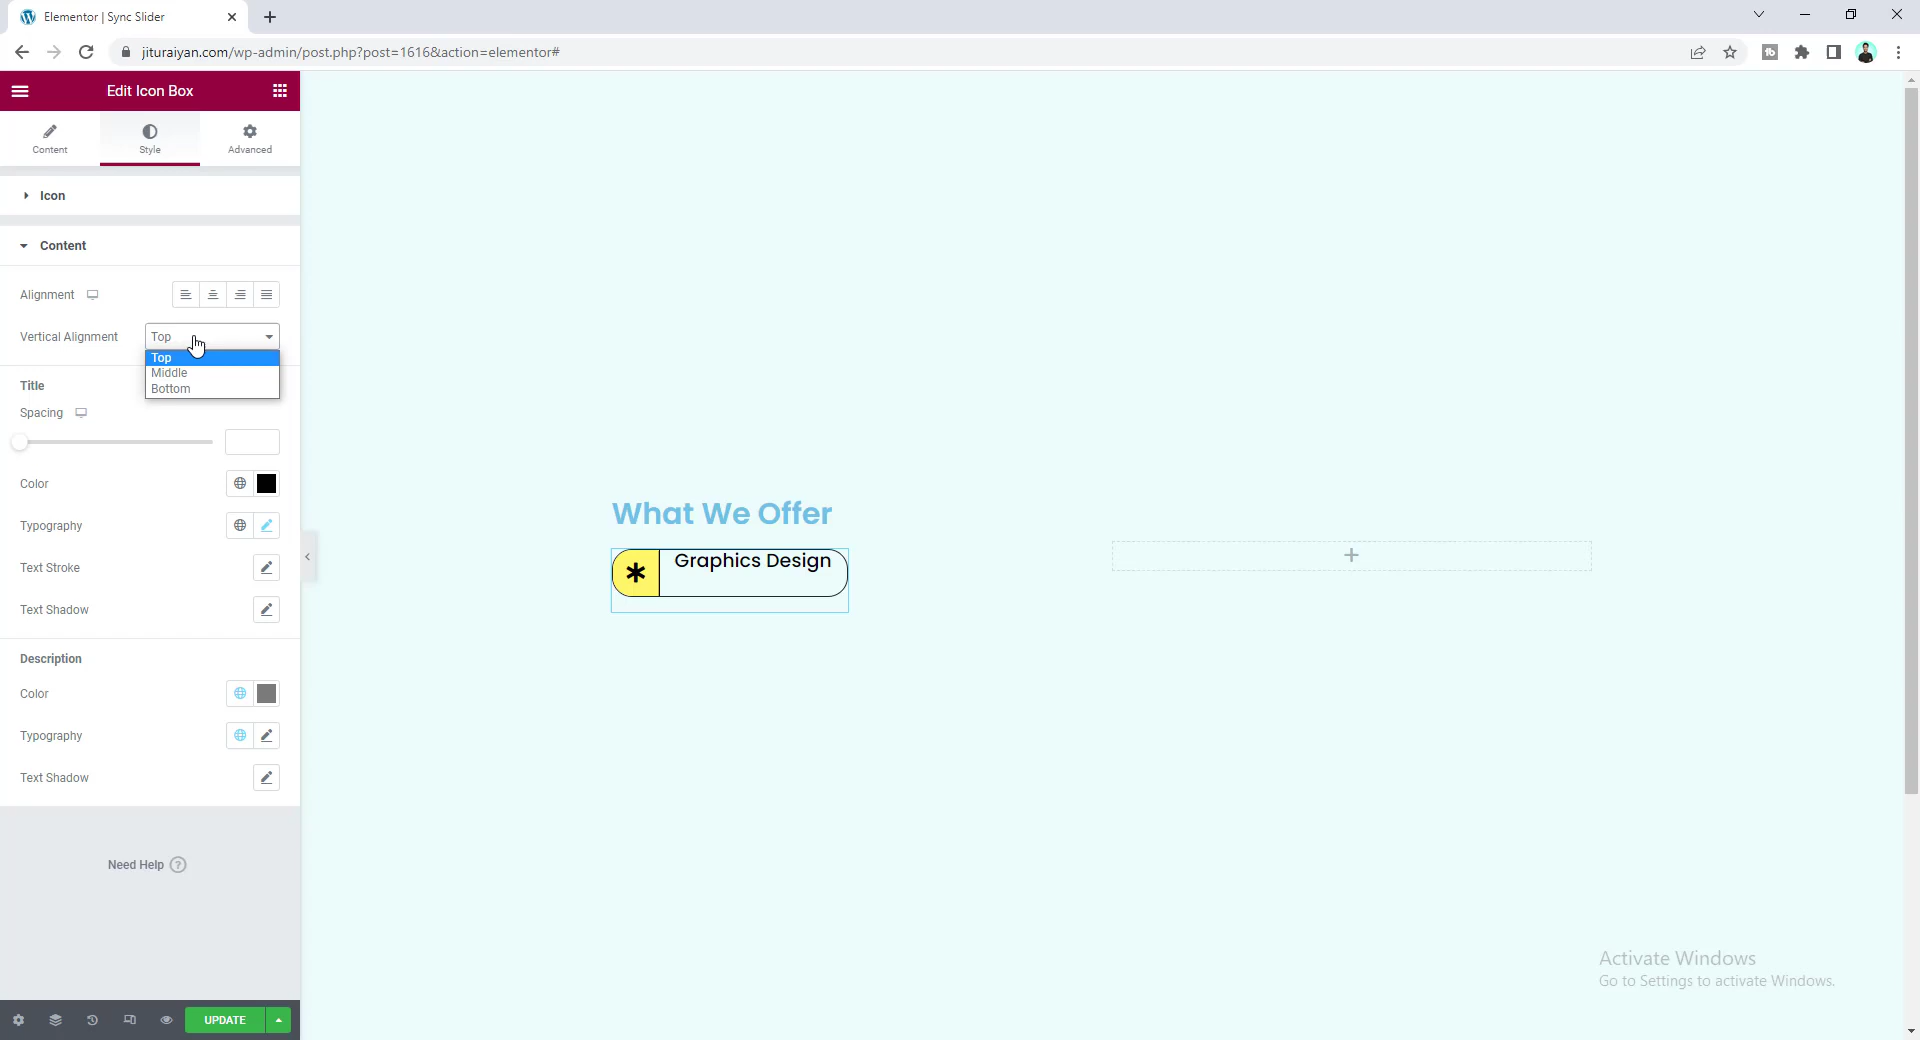 Elementor | Sync Slider
jituraiyan.com/wp-admin/post.php?post=1616&action=elementor#
Edit Icon Box
Content
Style
Advanced
Icon
Content
Alignment
Vertical Alignment
Top
Top
Middle
Bottom
Title
Spacing
Color
Typography
Text Stroke
Text Shadow
Description
Color
Typography
Text Shadow
Need Help ?
UPDATE
What We Offer
Graphics Design
Activate Windows
Go to Settings to activate Windows.